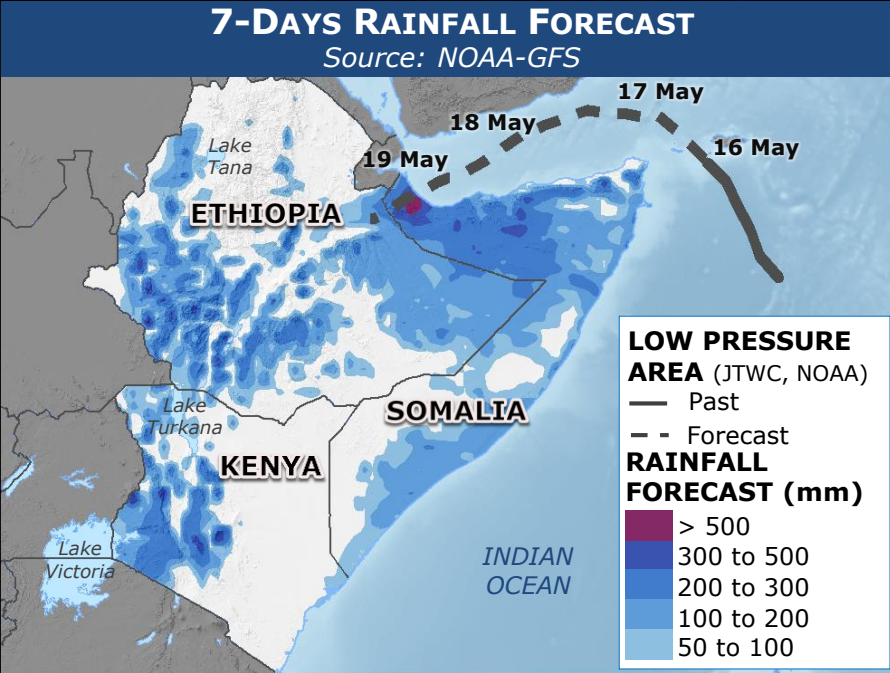 7-DAYS RAINFALL FORECAST
Source: NOAA-GFS
17 May
18 May
16 May
19 May
Lake
Tana
ETHIOPIA
LOW PRESSURE
AREA (JTWC, NOAA)
Past
Forecast
RAINFALL
FORECAST (mm)
> 500
300 to 500
200 to 300
100 to 200
50 to 100
Lake
Turkana
SOMALIA
KENYA
Lake
Victoria
INDIAN
OCEAN